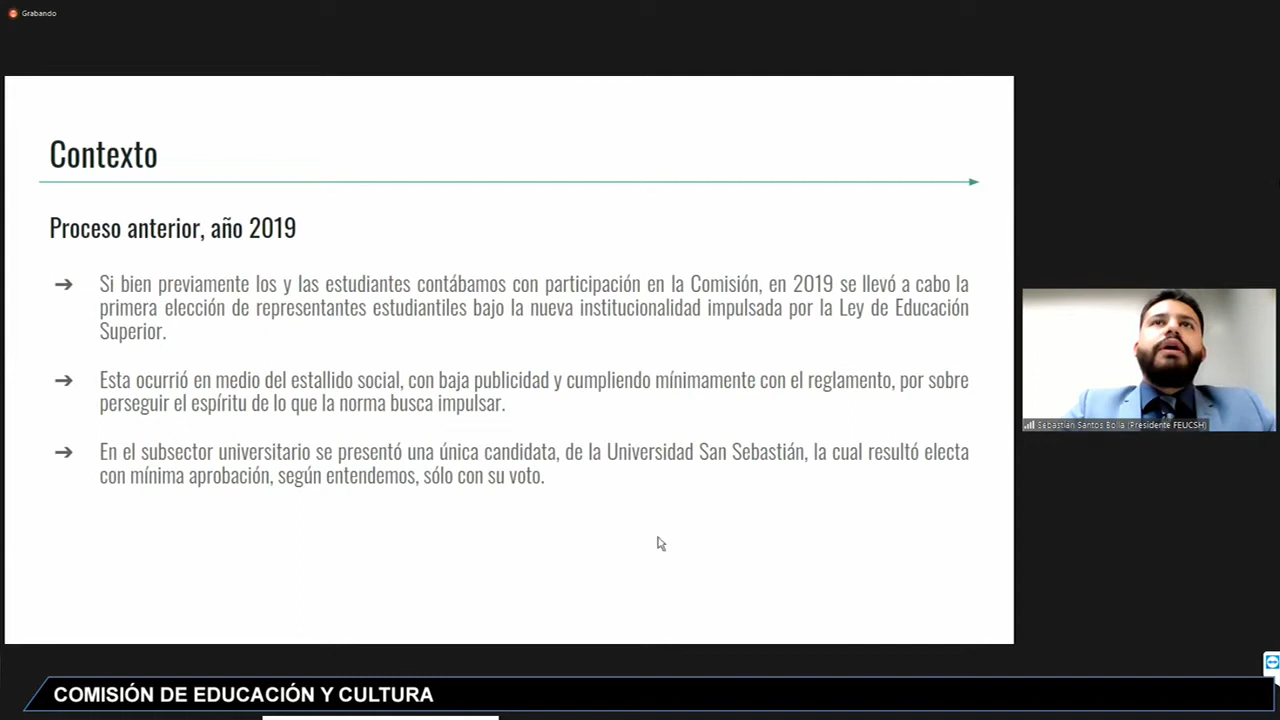 Grabando
Contexto
Proceso anterior, año 2019
➔ Si bien previamente los y las estudiantes contábamos con participación en la Comisión, en 2019 se llevó a cabo la
primera elección de representantes estudiantiles bajo la nueva institucionalidad impulsada por la Ley de Educación
Superior.
➔ Esta ocurrió en medio del estallido social, con baja publicidad y cumpliendo mínimamente con el reglamento, por sobre
perseguir el espíritu de lo que la norma busca impulsar.
➔ En el subsector universitario se presentó una única candidata, de la Universidad San Sebastián, la cual resultó electa
con mínima aprobación, según entendemos, sólo con su voto.
Sebastián Santos Bolla (Presidente FEUCSH)
COMISIÓN DE EDUCACIÓN Y CULTURA